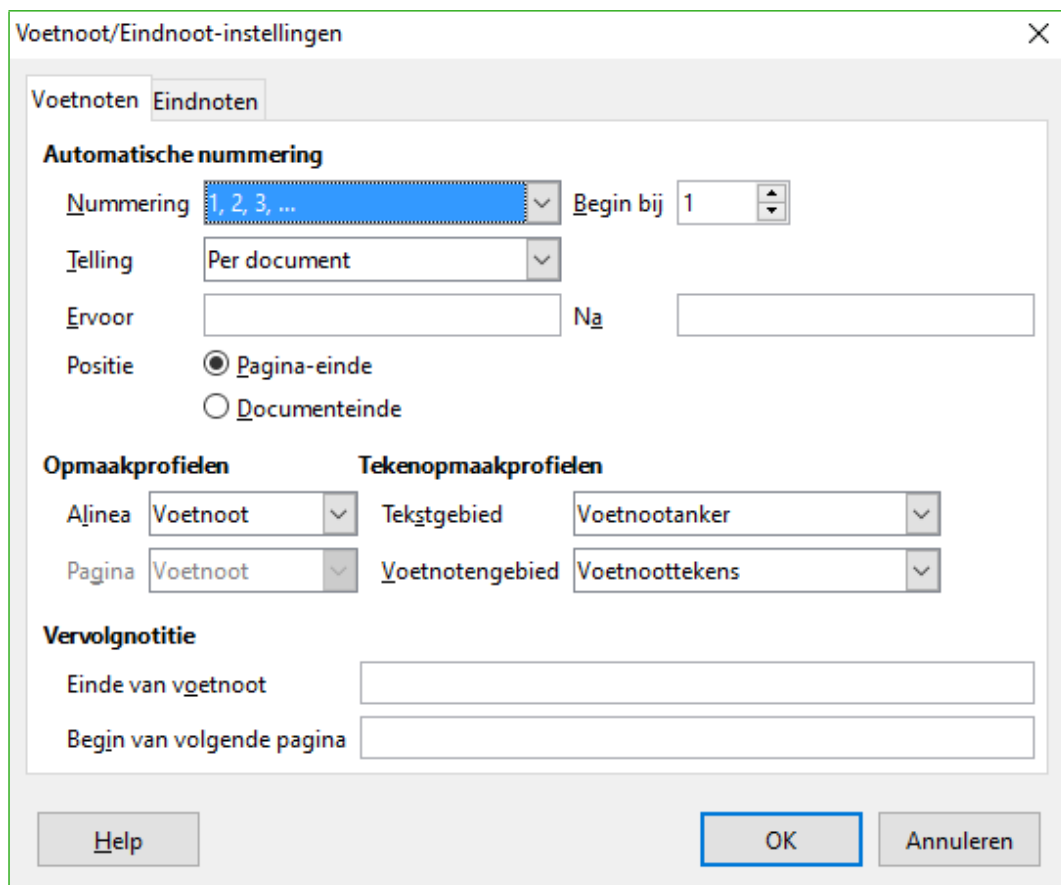 Voetnoot/Eindnoot-instellingen
Voetnoten Eindnoten
Automatische nummering
Nummering 1, 2, 3, ... Begin bij 1
Telling Per document
Ervoor Na
Positie Pagina-einde
Documenteinde
Opmaakprofielen Tekenopmaakprofielen
Alinea Voetnoot Tekstgebied Voetnootanker
Pagina Voetnoot Voetnotengebied Voetnoottekens
Vervolgnotitie
Einde van voetnoot
Begin van volgende pagina
Help OK Annuleren